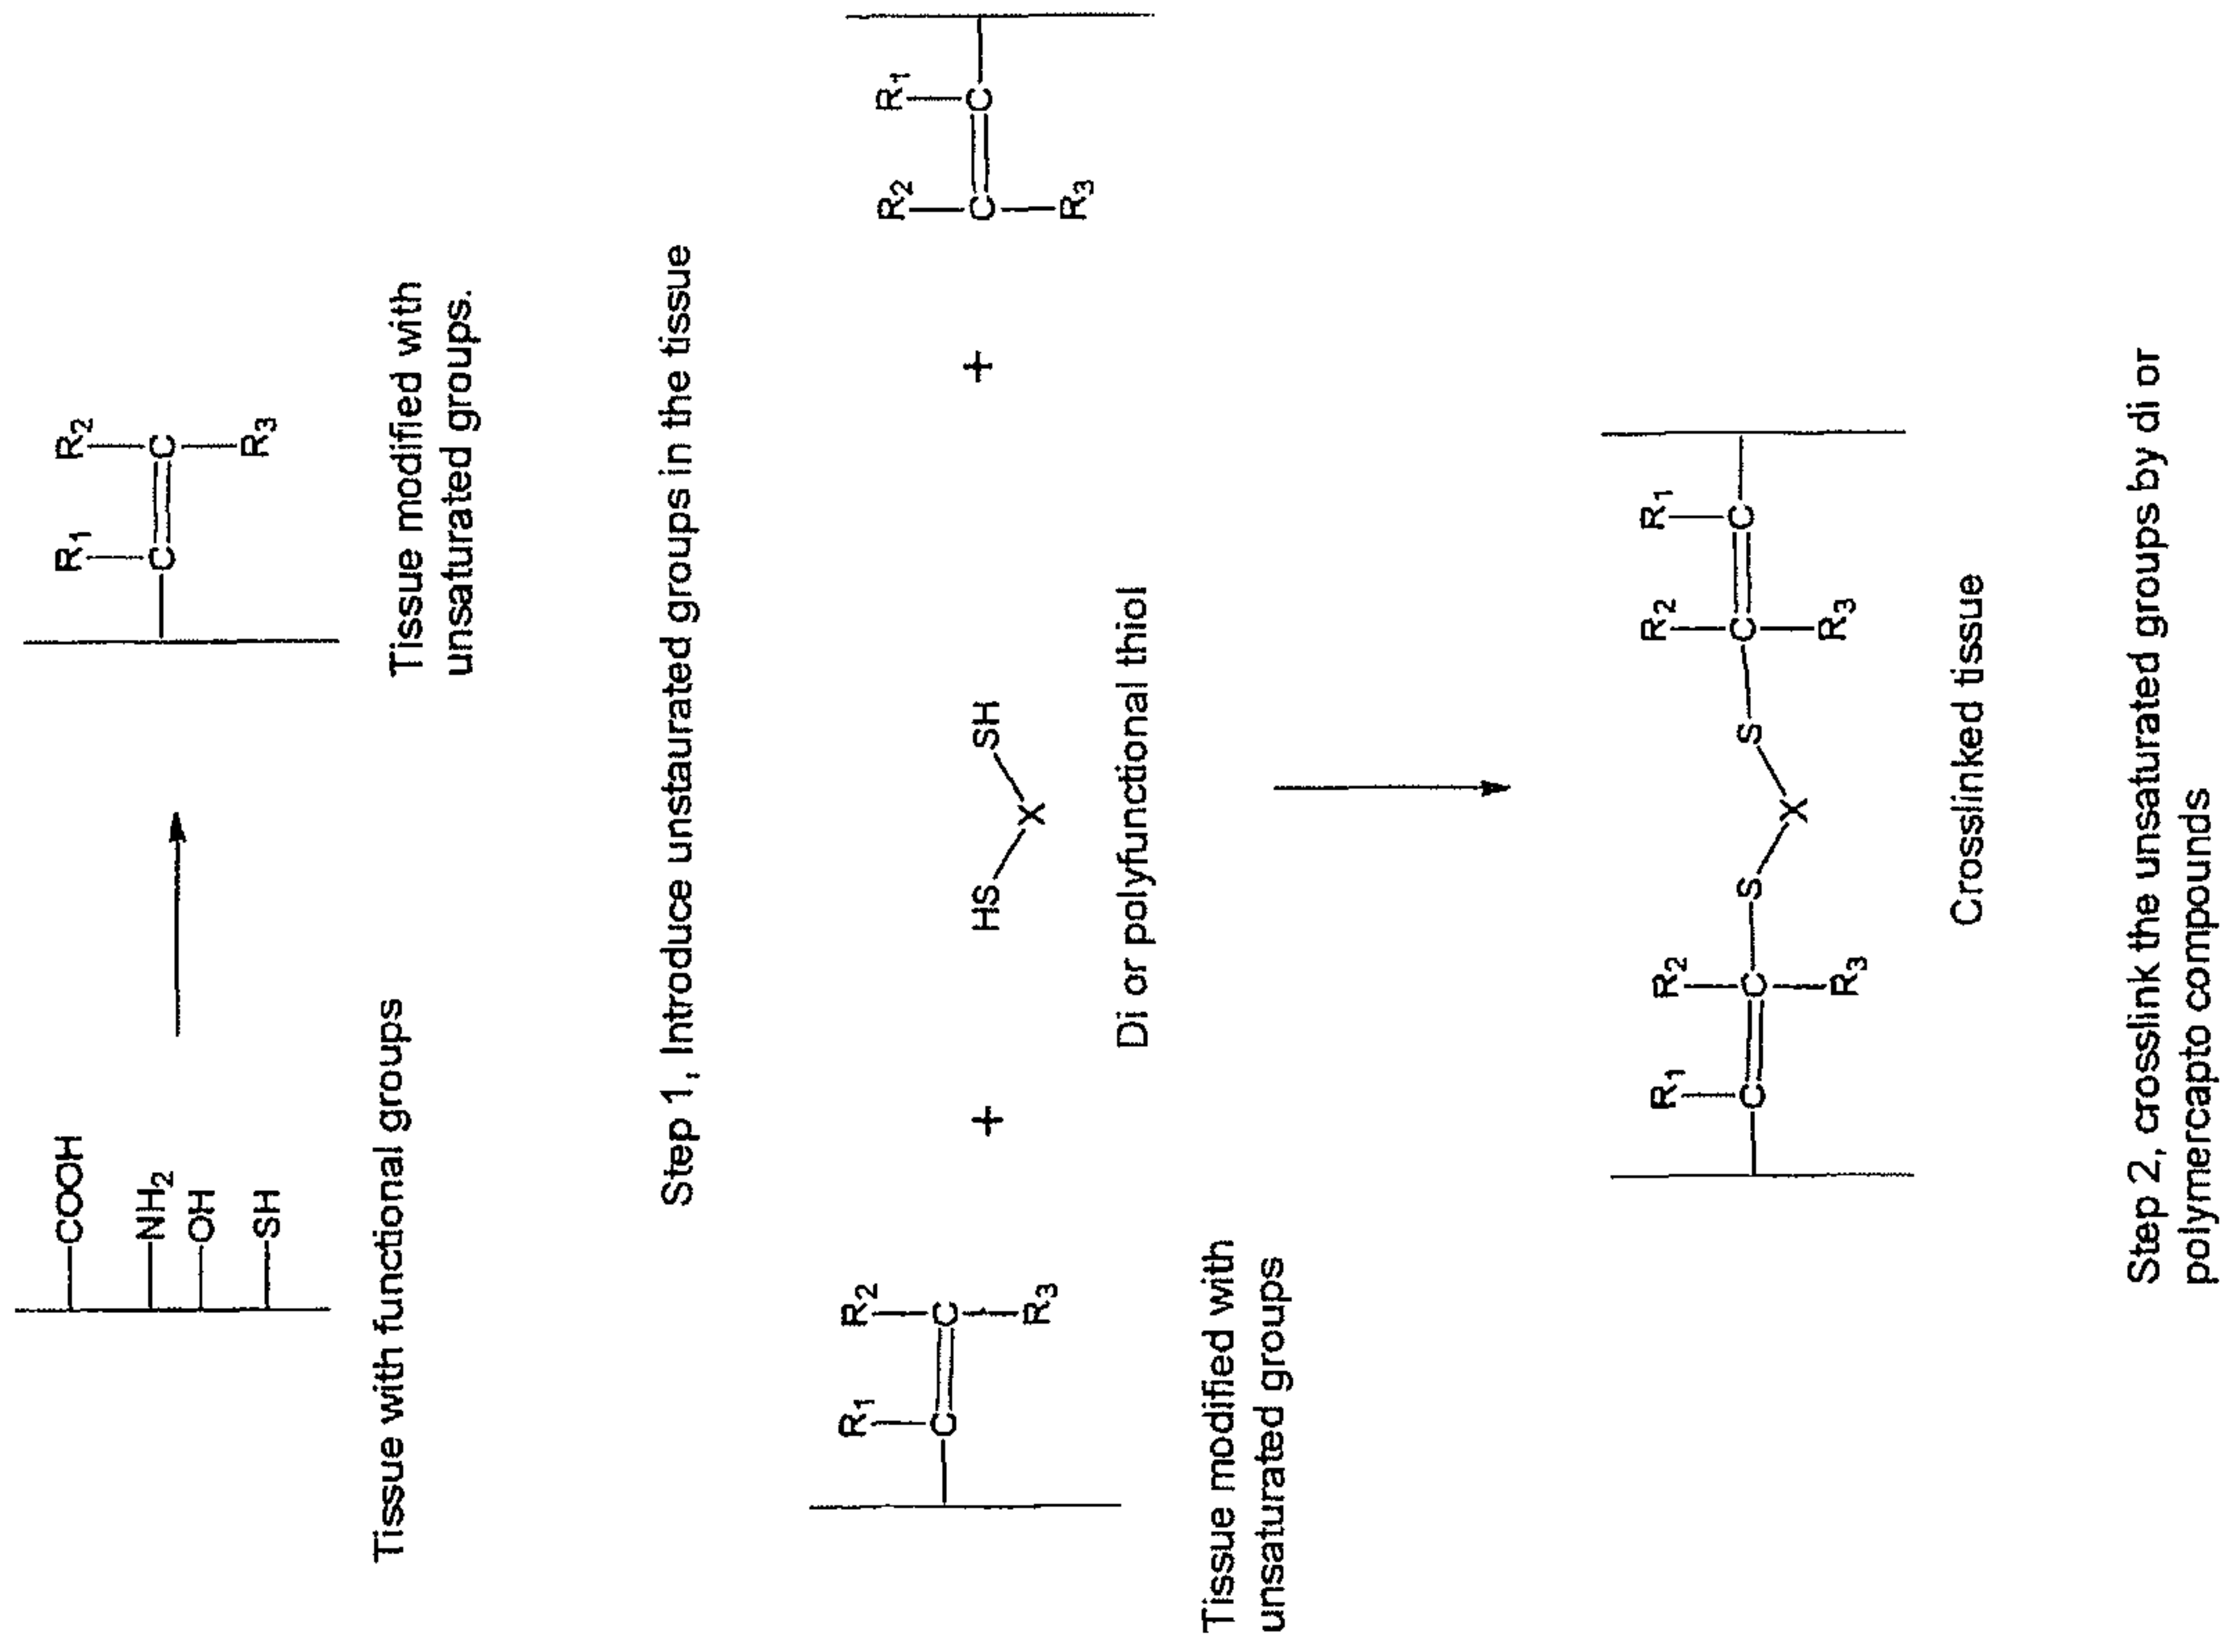 COOH
NH2
OH
SH
Tissue with functional groups
R1 R2
C C
R3
Tissue modified with
unsaturated groups.
Step 1, Introduce unstaurated groups in the tissue
R1 R2
C C
R3
Tissue modified with
unsaturated groups
+
HS SH
X
Di or polyfunctional thiol
+
R2 R1
C C
R3
R1 R2 R2 R1
C C S S C C
R3 X R3
Crosslinked tissue
Step 2, crosslink the unsaturated groups by di or
polymercapto compounds